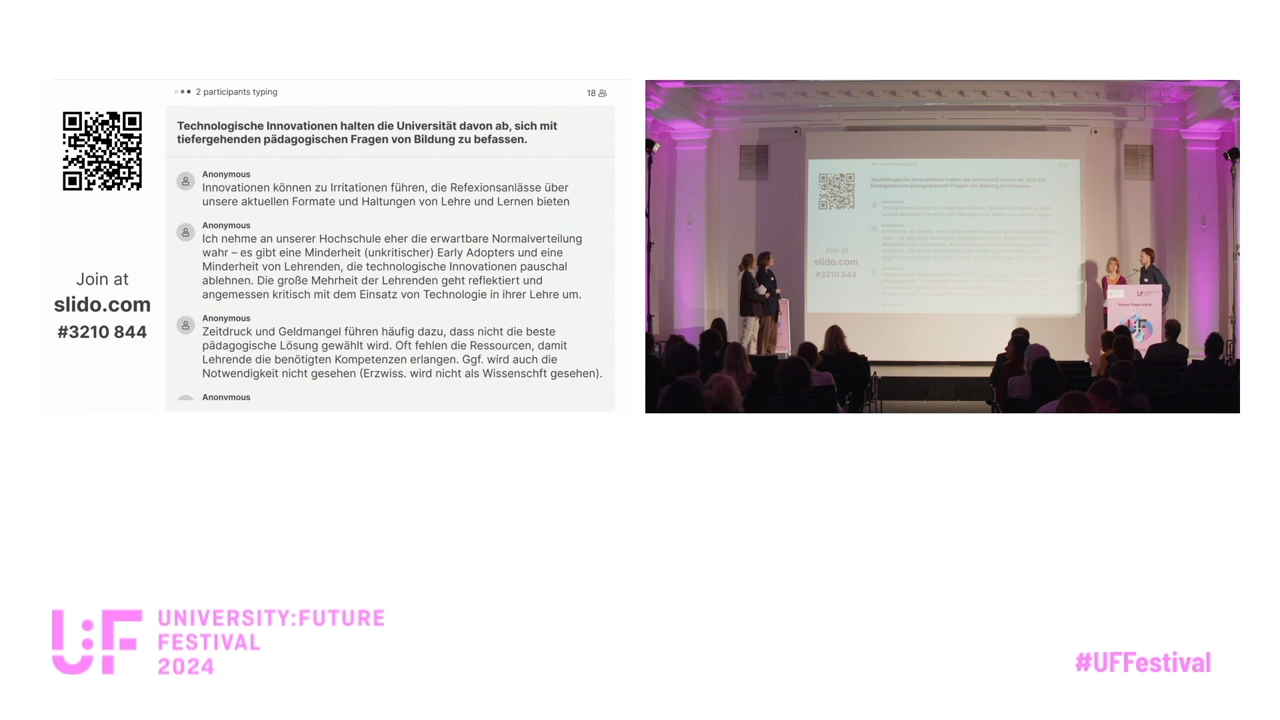 2 participants typing
18
Technologische Innovationen halten die Universität davon ab, sich mit
tiefergehenden pädagogischen Fragen von Bildung zu befassen.
Anonymous
Innovationen können zu Irritationen führen, die Refexionsanlässe über
unsere aktuellen Formate und Haltungen von Lehre und Lernen bieten
Anonymous
Ich nehme an unserer Hochschule eher die erwartbare Normalverteilung
wahr – es gibt eine Minderheit (unkritischer) Early Adopters und eine
Minderheit von Lehrenden, die technologische Innovationen pauschal
ablehnen. Die große Mehrheit der Lehrenden geht reflektiert und
angemessen kritisch mit dem Einsatz von Technologie in ihrer Lehre um.
Anonymous
Zeitdruck und Geldmangel führen häufig dazu, dass nicht die beste
pädagogische Lösung gewählt wird. Oft fehlen die Ressourcen, damit
Lehrende die benötigten Kompetenzen erlangen. Ggf. wird auch die
Notwendigkeit nicht gesehen (Erzwiss. wird nicht als Wissenschft gesehen).
Anonymous
Join at
slido.com
#3210 844
Join at
slido.com
#3210 844
UF
U:F
UNIVERSITY:FUTURE
FESTIVAL
2024
#UFFestival